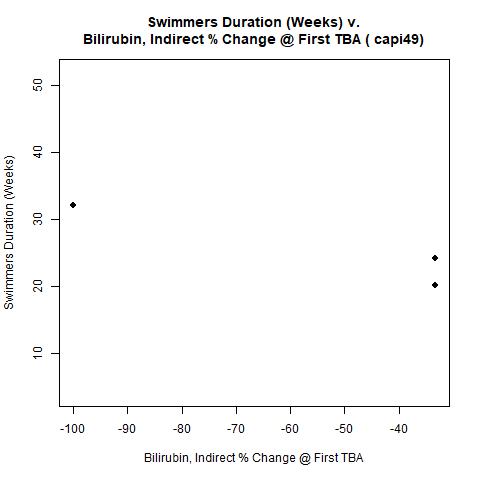 Swimmers Duration (Weeks) v.
Bilirubin, Indirect % Change @ First TBA ( capi49)
Swimmers Duration (Weeks)
50
40
30
20
10
-100 -90 -80 -70 -60 -50 -40
Bilirubin, Indirect % Change @ First TBA